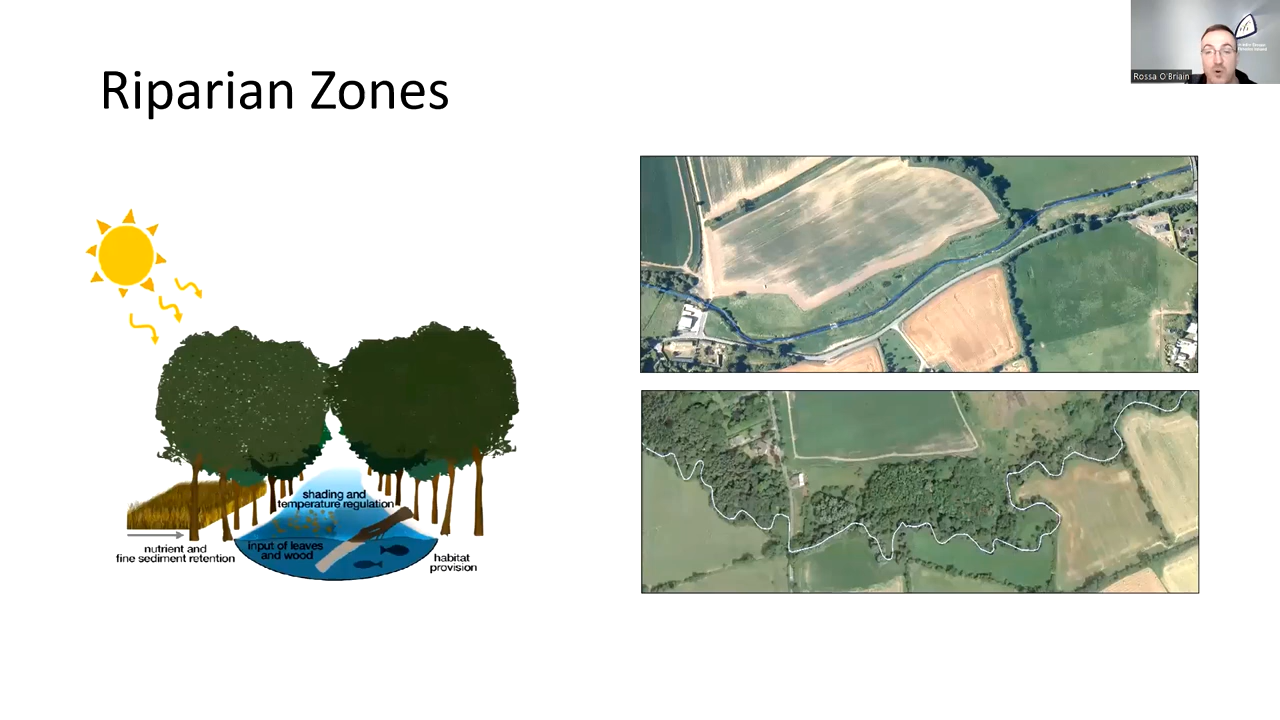 Riparian Zones
Rossa O Briain
shading and
temperature regulation
input of leaves
and wood
nutrient and
fine sediment retention
habitat
provision